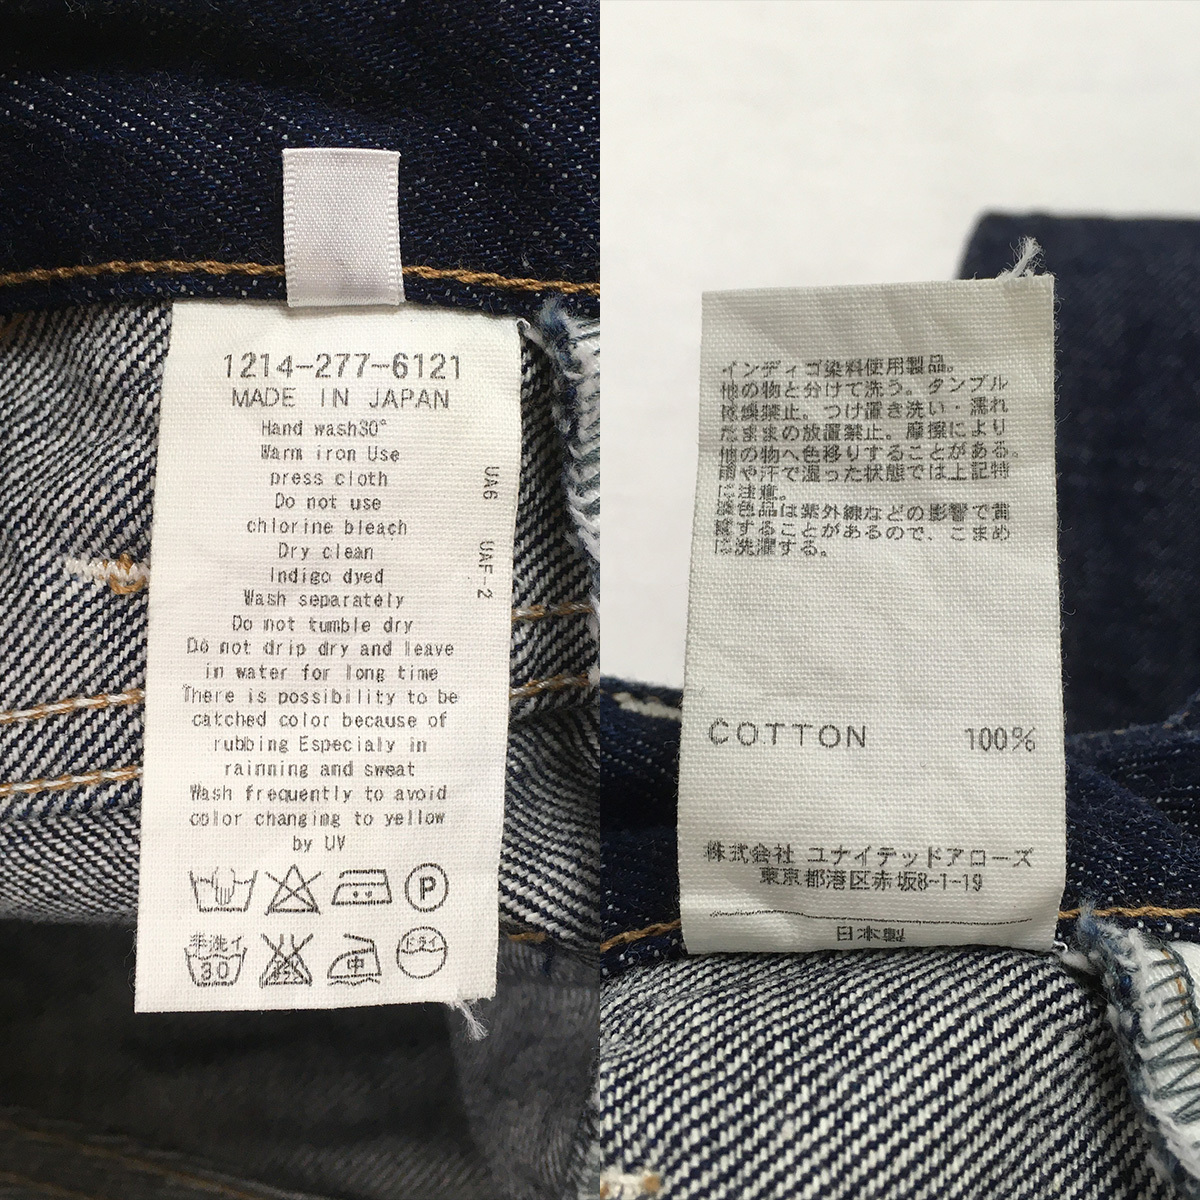 1214-277-6121
MADE IN JAPAN
Hand wash30°
Warm iron Use
press cloth
Do not use
chlorine bleach
Dry clean
Indigo dyed
Wash separately
Do not tumble dry
Do not drip dry and leave
in water for long time
There is possibility to be
catched color because of
rubbing Especialy in
rainning and sweat
Wash frequently to avoid
color changing to yellow
by UV
UA6
UAF-2
P
手洗イ
30
中
ドライ
インディゴ染料使用製品。
他の物と分けて洗う。タンブル
乾燥禁止。つけ置き洗い・濡れ
たままの放置禁止。摩擦により
他の物へ色移りすることがある。
雨や汗で湿った状態では上記特
に注意。
淡色品は紫外線などの影響で黄
変することがあるので、こまめ
に洗濯する。
COTTON 100%
株式会社 ユナイテッドアローズ
東京都港区赤坂8-1-19
日本製